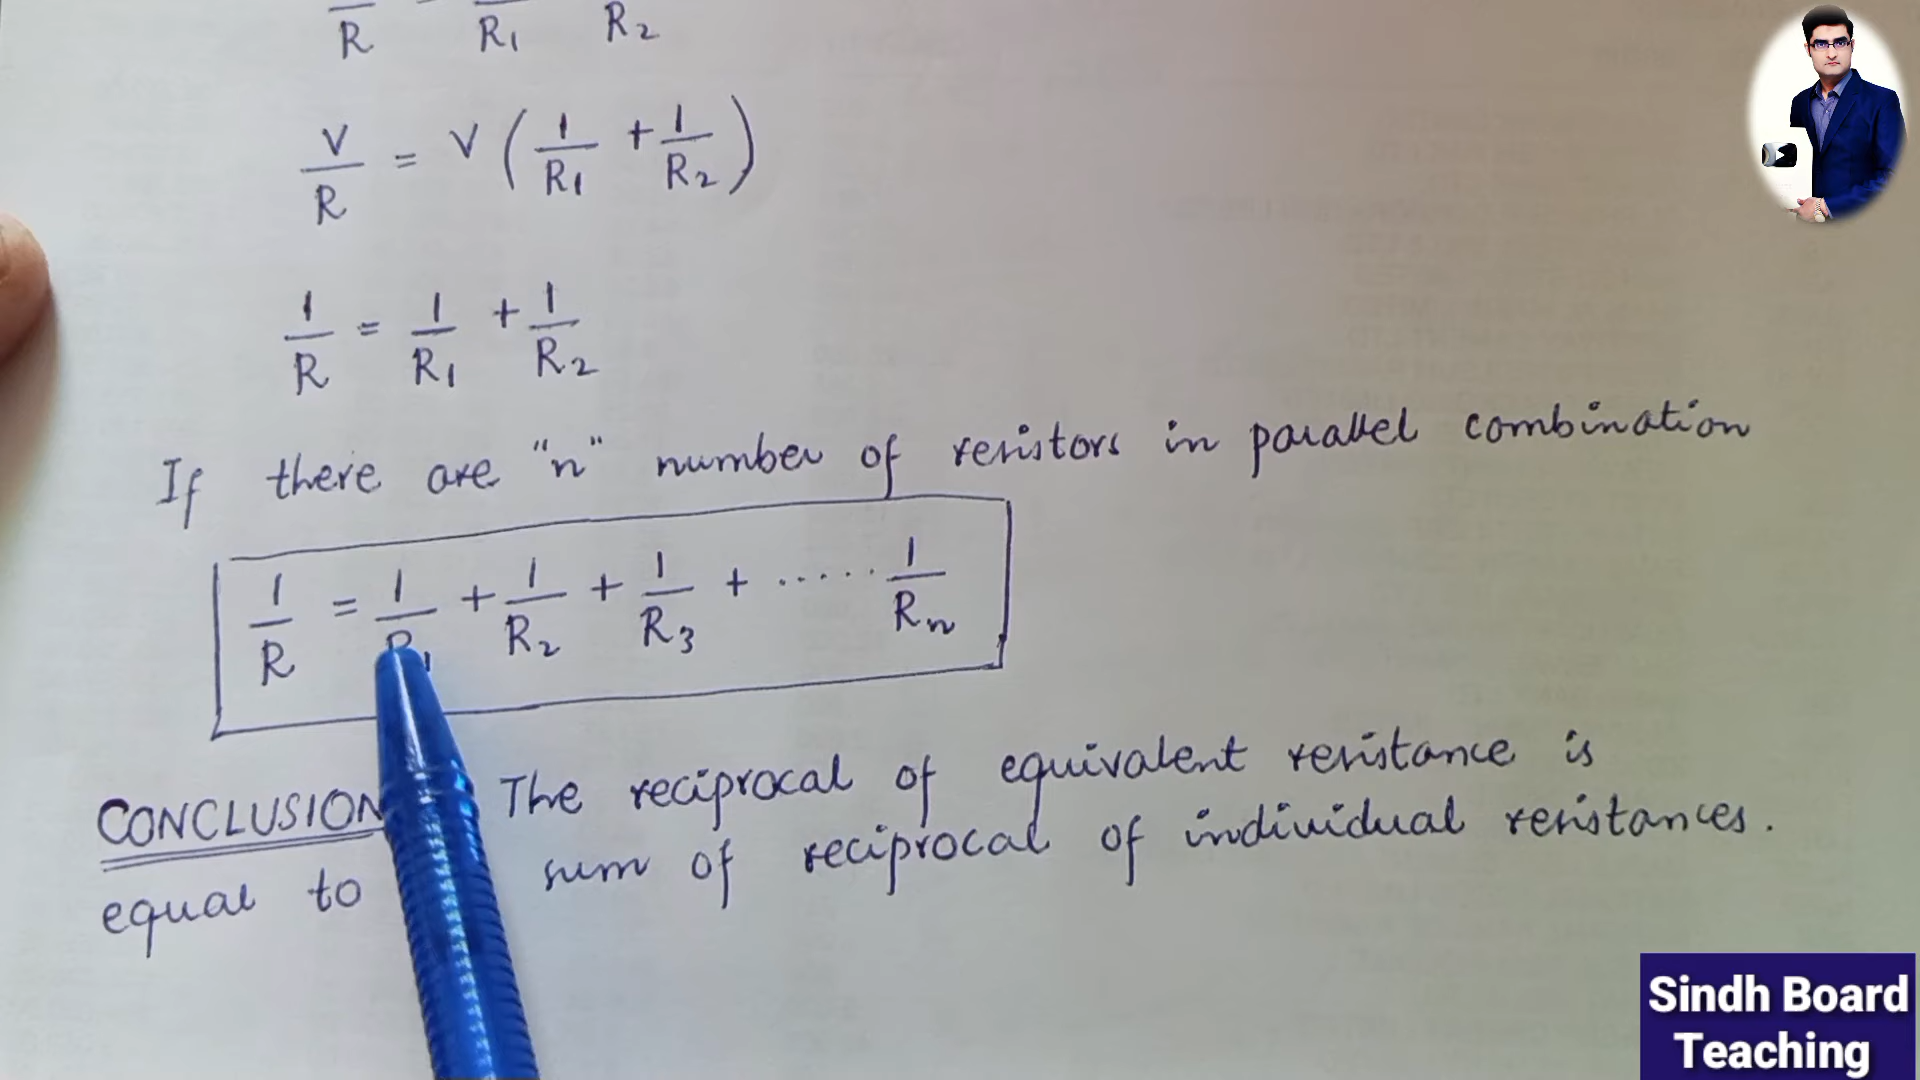 R R₁ R₂
V/R = V (1/R₁ + 1/R₂)
1/R = 1/R₁ + 1/R₂
If there are "n" number of resistors in parallel combination
1/R = 1/R₁ + 1/R₂ + 1/R₃ + ..... 1/Rn
CONCLUSION The reciprocal of equivalent resistance is
equal to sum of reciprocal of individual resistances.
Sindh Board
Teaching